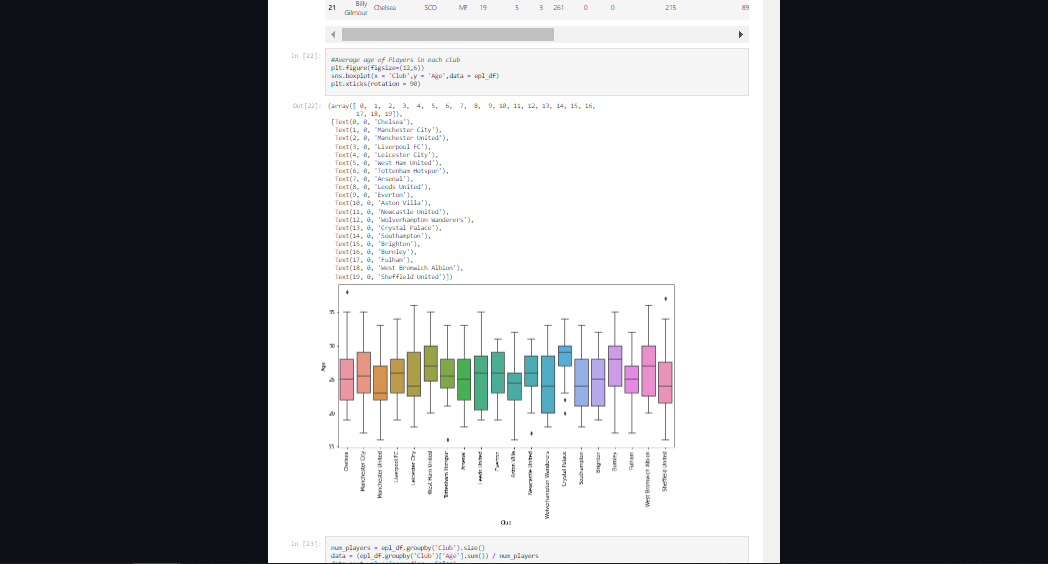 21 Billy Gilmour Chelsea SCO MF 19 5 3 261 0 0 215 89
In [22]:
#Average age of Players in each club
plt.figure(figsize=(12,6))
sns.boxplot(x = 'Club',y = 'Age',data = epl_df)
plt.xticks(rotation = 90)
Out[22]:
(array([ 0, 1, 2, 3, 4, 5, 6, 7, 8, 9, 10, 11, 12, 13, 14, 15, 16,
17, 18, 19]),
[Text(0, 0, 'Chelsea'),
Text(1, 0, 'Manchester City'),
Text(2, 0, 'Manchester United'),
Text(3, 0, 'Liverpool FC'),
Text(4, 0, 'Leicester City'),
Text(5, 0, 'West Ham United'),
Text(6, 0, 'Tottenham Hotspur'),
Text(7, 0, 'Arsenal'),
Text(8, 0, 'Leeds United'),
Text(9, 0, 'Everton'),
Text(10, 0, 'Aston Villa'),
Text(11, 0, 'Newcastle United'),
Text(12, 0, 'Wolverhampton Wanderers'),
Text(13, 0, 'Crystal Palace'),
Text(14, 0, 'Southampton'),
Text(15, 0, 'Brighton'),
Text(16, 0, 'Burnley'),
Text(17, 0, 'Fulham'),
Text(18, 0, 'West Bromwich Albion'),
Text(19, 0, 'Sheffield United')])
35
30
25
20
15
Age
Chelsea
Manchester City
Manchester United
Liverpool FC
Leicester City
West Ham United
Tottenham Hotspur
Arsenal
Leeds United
Everton
Aston Villa
Newcastle United
Wolverhampton Wanderers
Crystal Palace
Southampton
Brighton
Burnley
Fulham
West Bromwich Albion
Sheffield United
Club
In [23]:
num_players = epl_df.groupby('Club').size()
data = (epl_df.groupby('Club')['Age'].sum()) / num_players